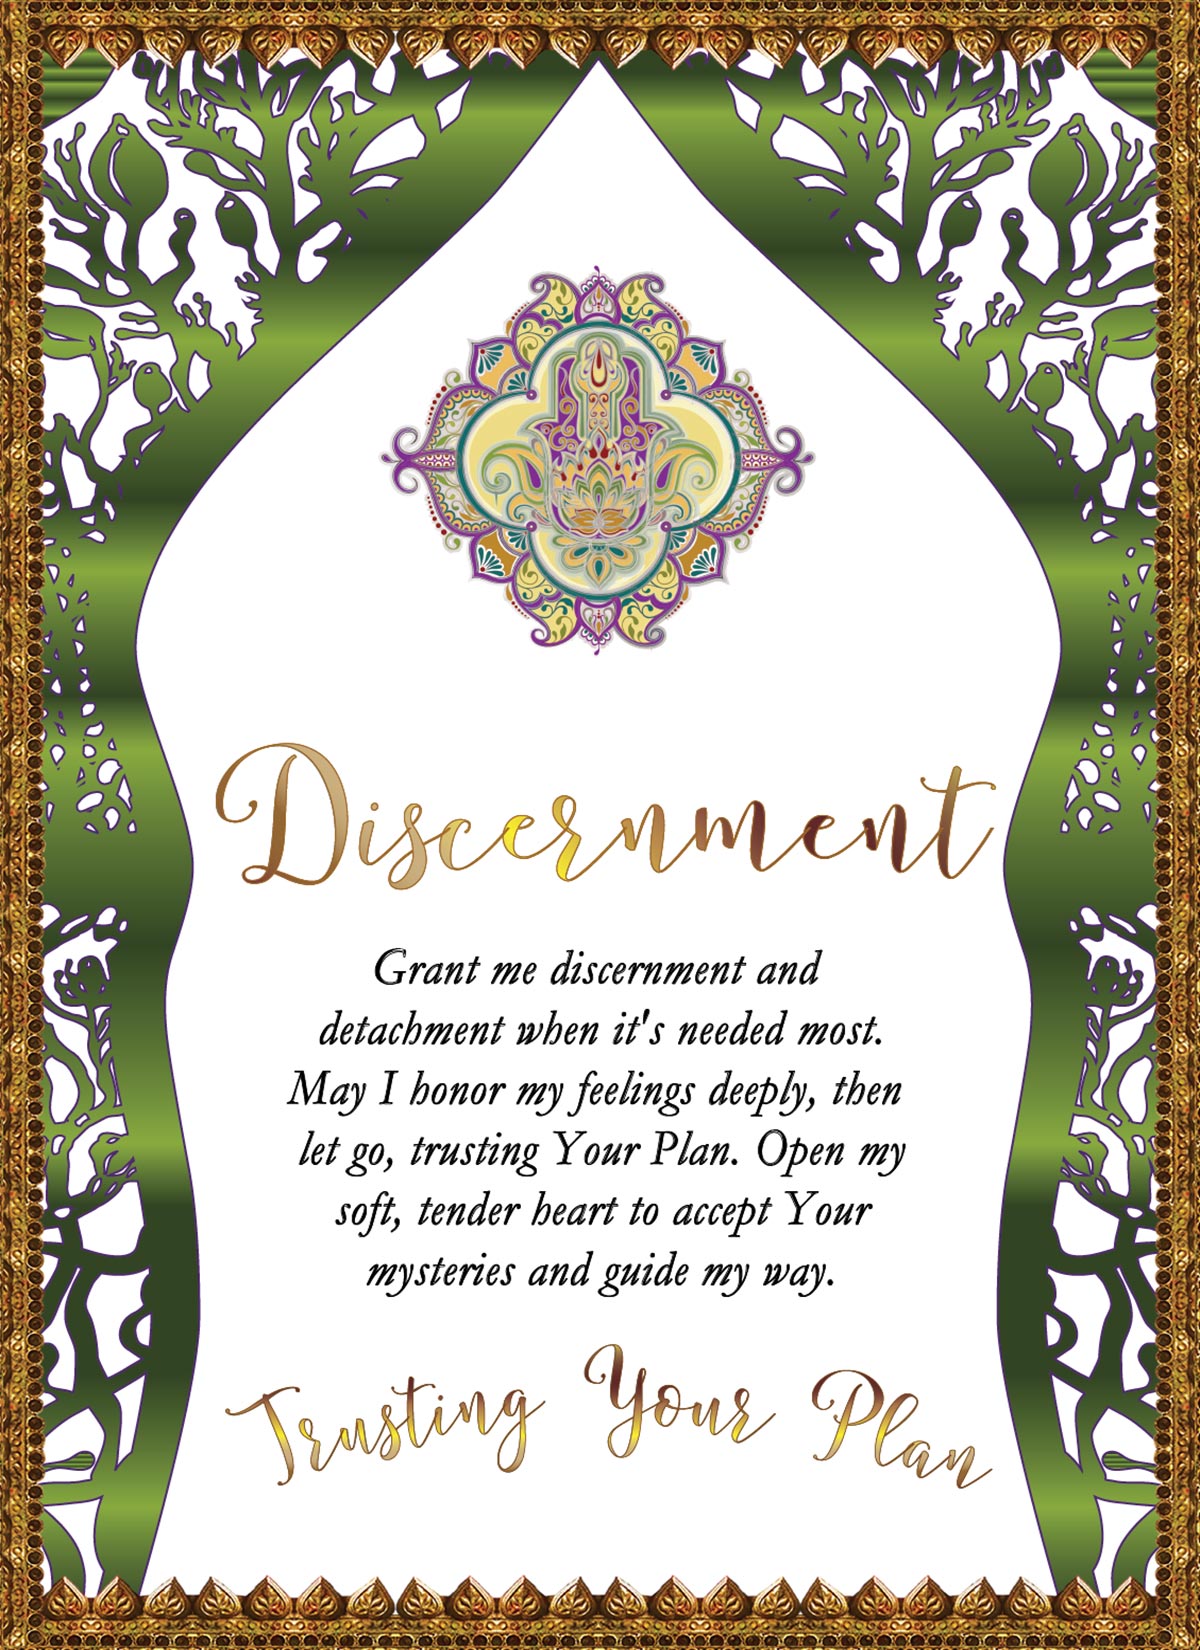 Discernment
Grant me discernment and
detachment when it's needed most.
May I honor my feelings deeply, then
let go, trusting Your Plan. Open my
soft, tender heart to accept Your
mysteries and guide my way.
Trusting Your Plan